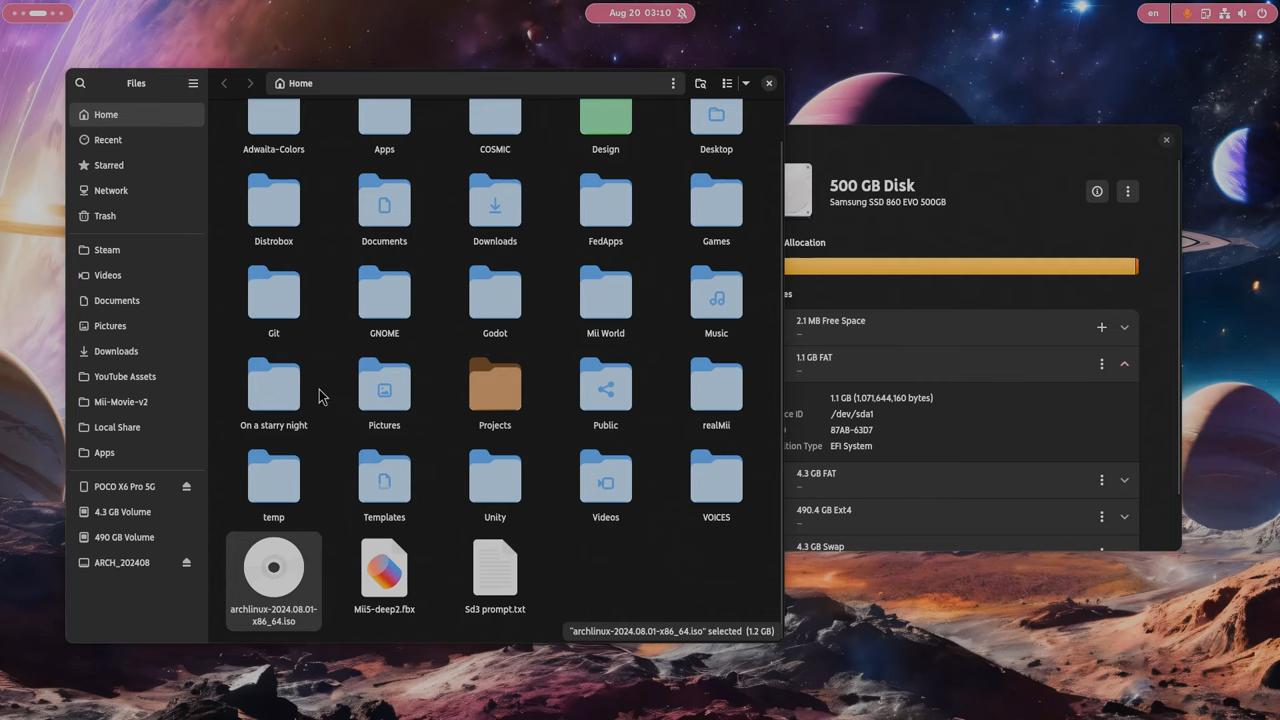 Aug 20 03:10
en
Files
Home
Home
Recent
Starred
Network
Trash
Steam
Videos
Documents
Pictures
Downloads
YouTube Assets
Mii-Movie-v2
Local Share
Apps
POCO X6 Pro 5G
4.3 GB Volume
490 GB Volume
ARCH_202408
Adwaita-Colors
Apps
COSMIC
Design
Desktop
Distrobox
Documents
Downloads
FedApps
Games
Git
GNOME
Godot
Mii World
Music
On a starry night
Pictures
Projects
Public
realMii
temp
Templates
Unity
Videos
VOICES
archlinux-2024.08.01-
x86_64.iso
Mii5-deep2.fbx
Sd3 prompt.txt
"archlinux-2024.08.01-x86_64.iso" selected (1.2 GB)
500 GB Disk
Samsung SSD 860 EVO 500GB
Allocation
es
2.1 MB Free Space
—
1.1 GB FAT
—
1.1 GB (1,071,644,160 bytes)
ce ID /dev/sda1
87AB-63D7
tion Type EFI System
4.3 GB FAT
—
490.4 GB Ext4
—
4.3 GB Swap